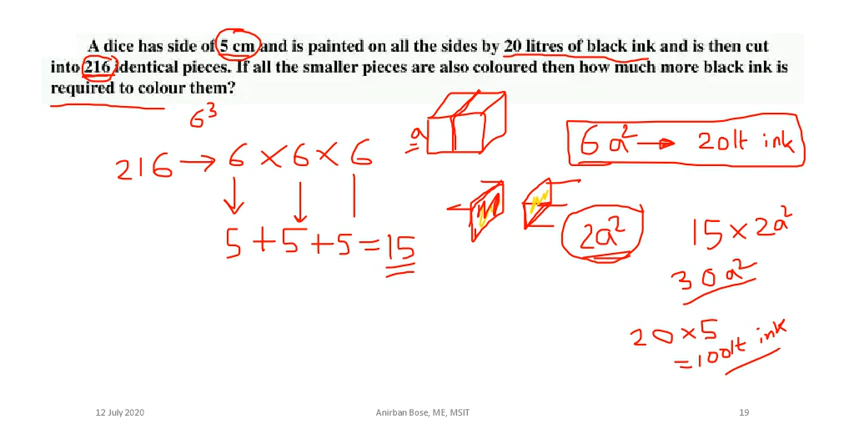 A dice has side of 5 cm and is painted on all the sides by 20 litres of black ink and is then cut
into 216 identical pieces. If all the smaller pieces are also coloured then how much more black ink is
required to colour them?
6³
216 → 6 × 6 × 6
a
6a² → 20lt ink
5 + 5 + 5 = 15
2a²
15 × 2a²
30a²
20 × 5
= 100lt ink
12 July 2020
Anirban Bose, ME, MSIT
19